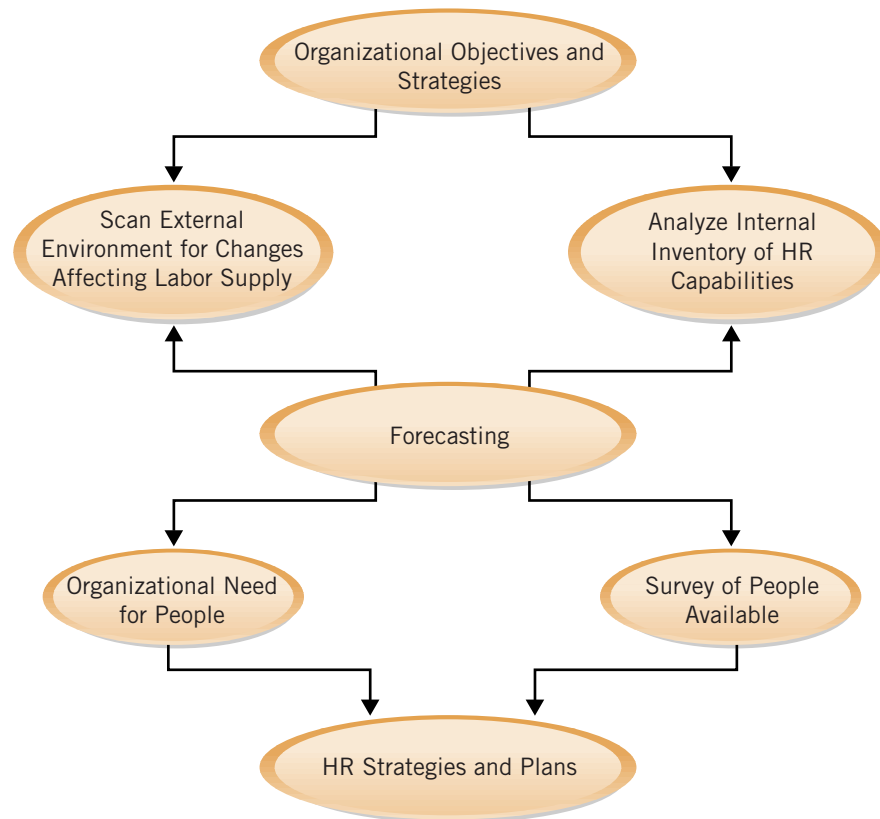 Organizational Objectives and
Strategies
Scan External
Environment for Changes
Affecting Labor Supply
Analyze Internal
Inventory of HR
Capabilities
Forecasting
Organizational Need
for People
Survey of People
Available
HR Strategies and Plans